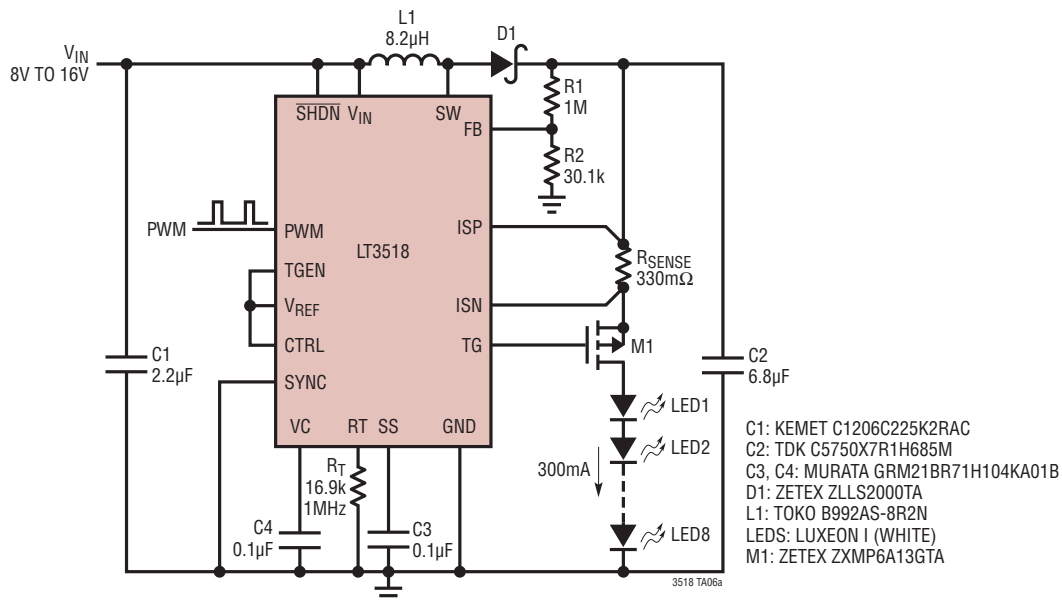 L1
8.2µH
D1
VIN
8V TO 16V
R1
1M
SHDN VIN SW
FB
R2
30.1k
PWM
PWM
ISP
LT3518
TGEN
RSENSE
330mΩ
VREF
ISN
CTRL
TG
M1
C1
2.2µF
C2
6.8µF
SYNC
LED1
VC RT SS GND
LED2
RT
16.9k
1MHz
300mA
C4
0.1µF
C3
0.1µF
LED8
3518 TA06a
C1: KEMET C1206C225K2RAC
C2: TDK C5750X7R1H685M
C3, C4: MURATA GRM21BR71H104KA01B
D1: ZETEX ZLLS2000TA
L1: TOKO B992AS-8R2N
LEDS: LUXEON I (WHITE)
M1: ZETEX ZXMP6A13GTA